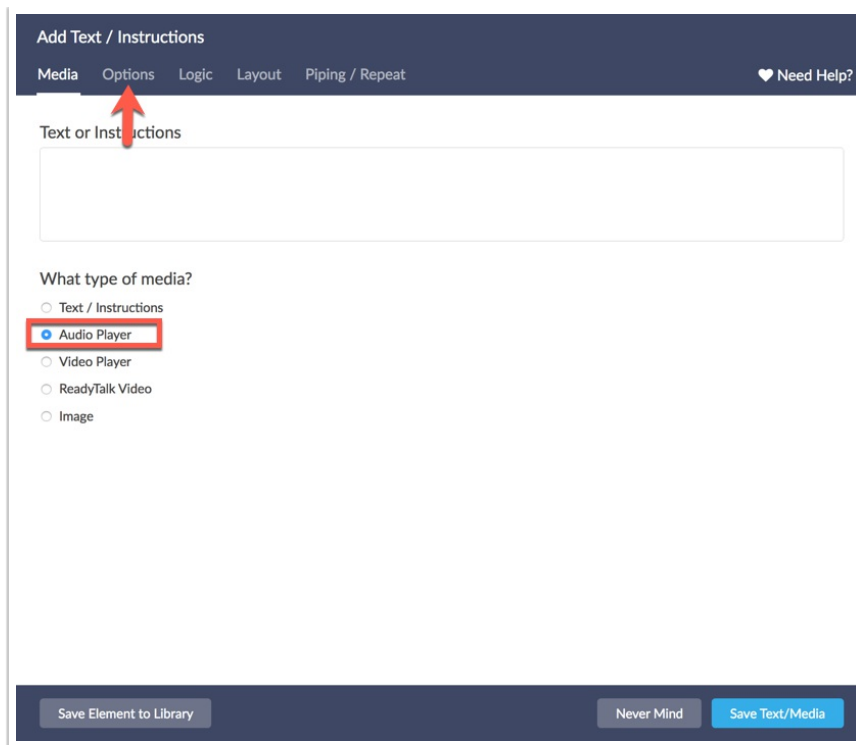 Add Text / Instructions
Media Options Logic Layout Piping / Repeat Need Help?
Text or Instructions
What type of media?
Text / Instructions
Audio Player
Video Player
ReadyTalk Video
Image
Save Element to Library Never Mind Save Text/Media